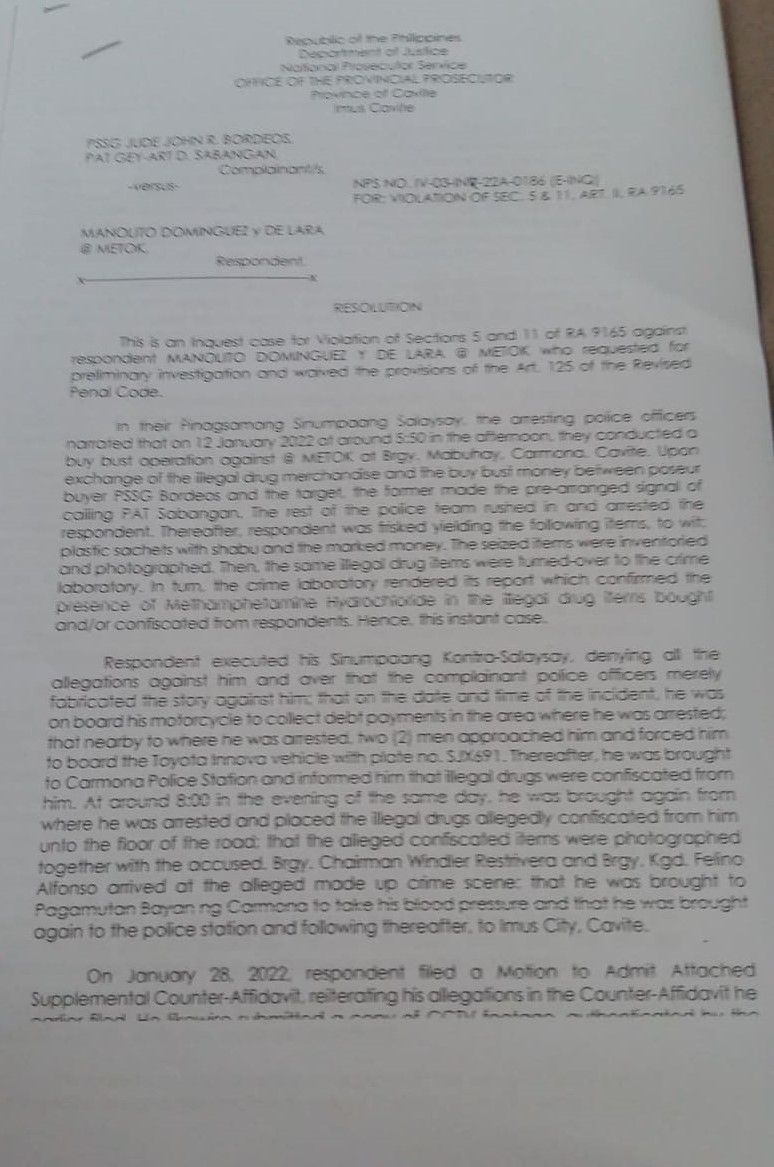 Republic of the Philippines
Department of Justice
National Prosecutor Service
OFFICE OF THE PROVINCIAL PROSECUTOR
Province of Cavite
Imus Cavite
PSSG JUDE JOHN R. BORDEOS,
PAT GEY-ART D. SABANGAN,
Complainant/s,
-versus-
NPS NO. IV-03-INQ-22A-0186 (E-INQ)
FOR: VIOLATION OF SEC. 5 & 11, ART. II, RA 9165
MANOLITO DOMINGUEZ y DE LARA
@ METOK,
Respondent.
x------------------------------------------x
RESOLUTION
This is an inquest case for Violation of Sections 5 and 11 of RA 9165 against
respondent MANOLITO DOMINGUEZ Y DE LARA @ METOK who requested for
preliminary investigation and waived the provisions of the Art. 125 of the Revised
Penal Code.
In their Pinagsamang Sinumpaang Salaysay, the arresting police officers
narrated that on 12 January 2022 at around 5:50 in the afternoon, they conducted a
buy bust operation against @ METOK at Brgy. Mabuhay, Carmona, Cavite. Upon
exchange of the illegal drug merchandise and the buy bust money between poseur
buyer PSSG Bordeos and the target, the former made the pre-arranged signal of
calling PAT Sabangan. The rest of the police team rushed in and arrested the
respondent. Thereafter, respondent was frisked yielding the following items, to wit:
plastic sachets with shabu and the marked money. The seized items were inventoried
and photographed. Then, the same illegal drug items were turned-over to the crime
laboratory. In turn, the crime laboratory rendered its report which confirmed the
presence of Methamphetamine Hydrochloride in the illegal drug items bought
and/or confiscated from respondents. Hence, this instant case.
Respondent executed his Sinumpaang Kontra-Salaysay, denying all the
allegations against him and aver that the complainant police officers merely
fabricated the story against him; that on the date and time of the incident, he was
on board his motorcycle to collect debt payments in the area where he was arrested;
that nearby to where he was arrested, two (2) men approached him and forced him
to board the Toyota Innova vehicle with plate no. SJX691. Thereafter, he was brought
to Carmona Police Station and informed him that illegal drugs were confiscated from
him. At around 8:00 in the evening of the same day, he was brought again from
where he was arrested and placed the illegal drugs allegedly confiscated from him
unto the floor of the road; that the alleged confiscated items were photographed
together with the accused. Brgy. Chairman Windler Restrivera and Brgy. Kgd. Felino
Alfonso arrived at the alleged made up crime scene; that he was brought to
Pagamutan Bayan ng Carmona to take his blood pressure and that he was brought
again to the police station and following thereafter, to Imus City, Cavite.
On January 28, 2022, respondent filed a Motion to Admit Attached
Supplemental Counter-Affidavit, reiterating his allegations in the Counter-Affidavit he
earlier filed. He likewise submitted a copy of CCTV footage, authenticated by the